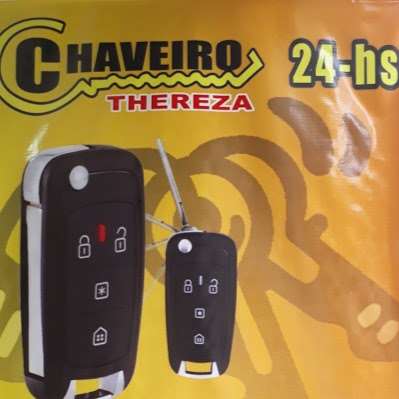 CHAVEIRO
THEREZA
24-hs